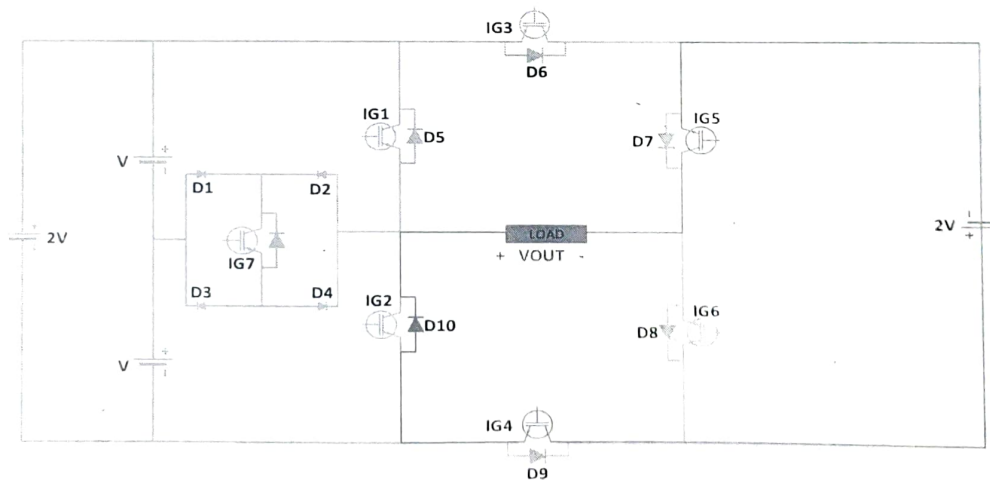 IG3
D6
IG1
D5
D7
IG5
V
+
-
D1
D2
2V
IG7
LOAD
+ VOUT -
2V
-
+
D3
D4
IG2
D10
D8
IG6
V
+
-
IG4
D9